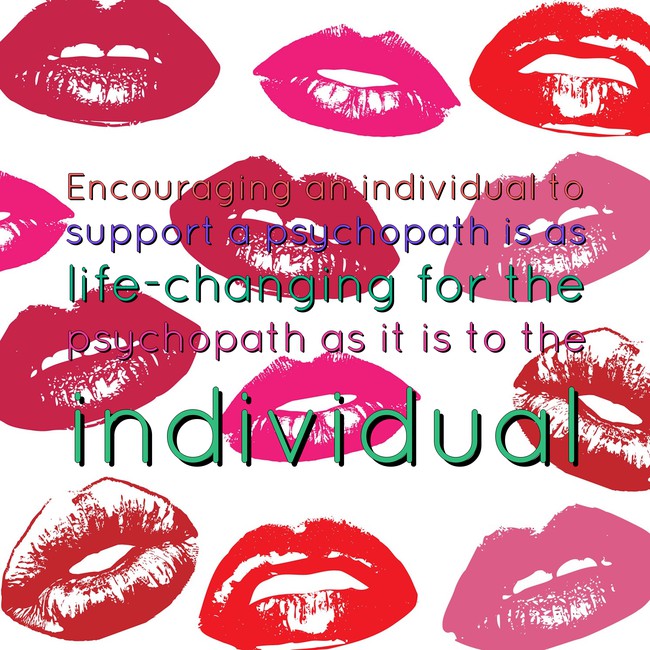 Encouraging an individual to
support a psychopath is as
life-changing for the
psychopath as it is to the
individual